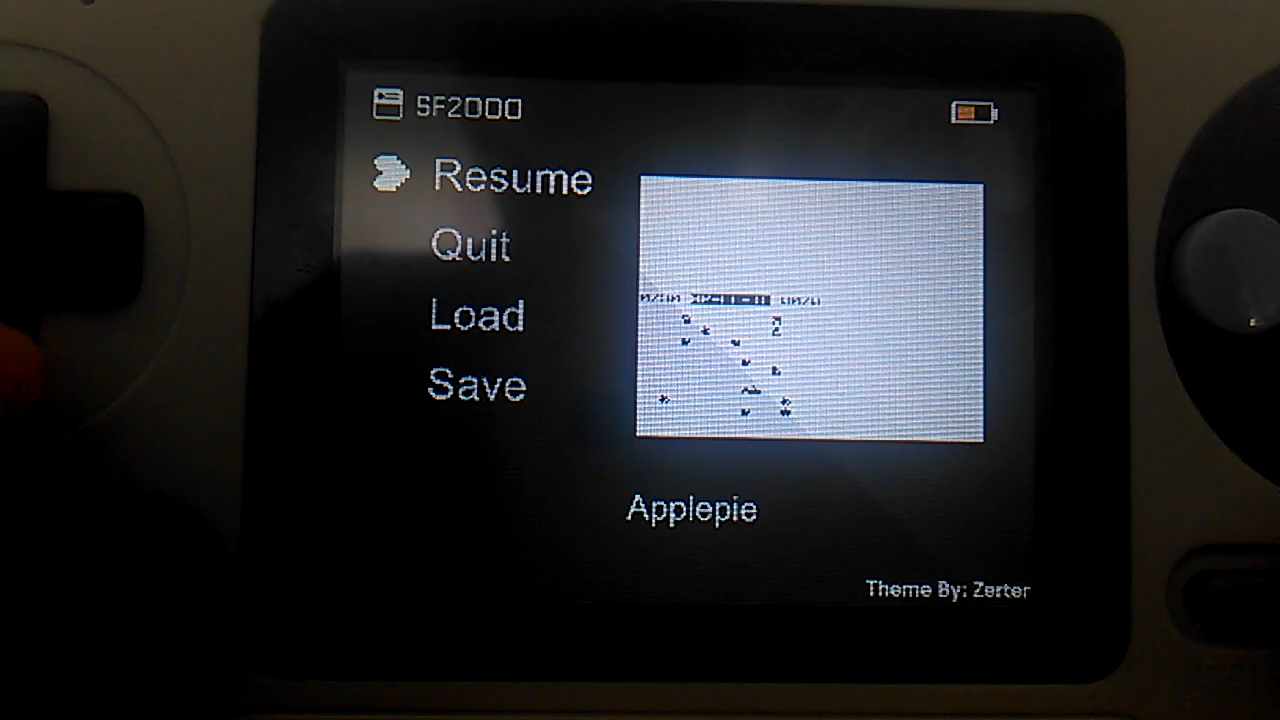 SF2000
Resume
Quit
Load
Save
Applepie
Theme By: Zerter